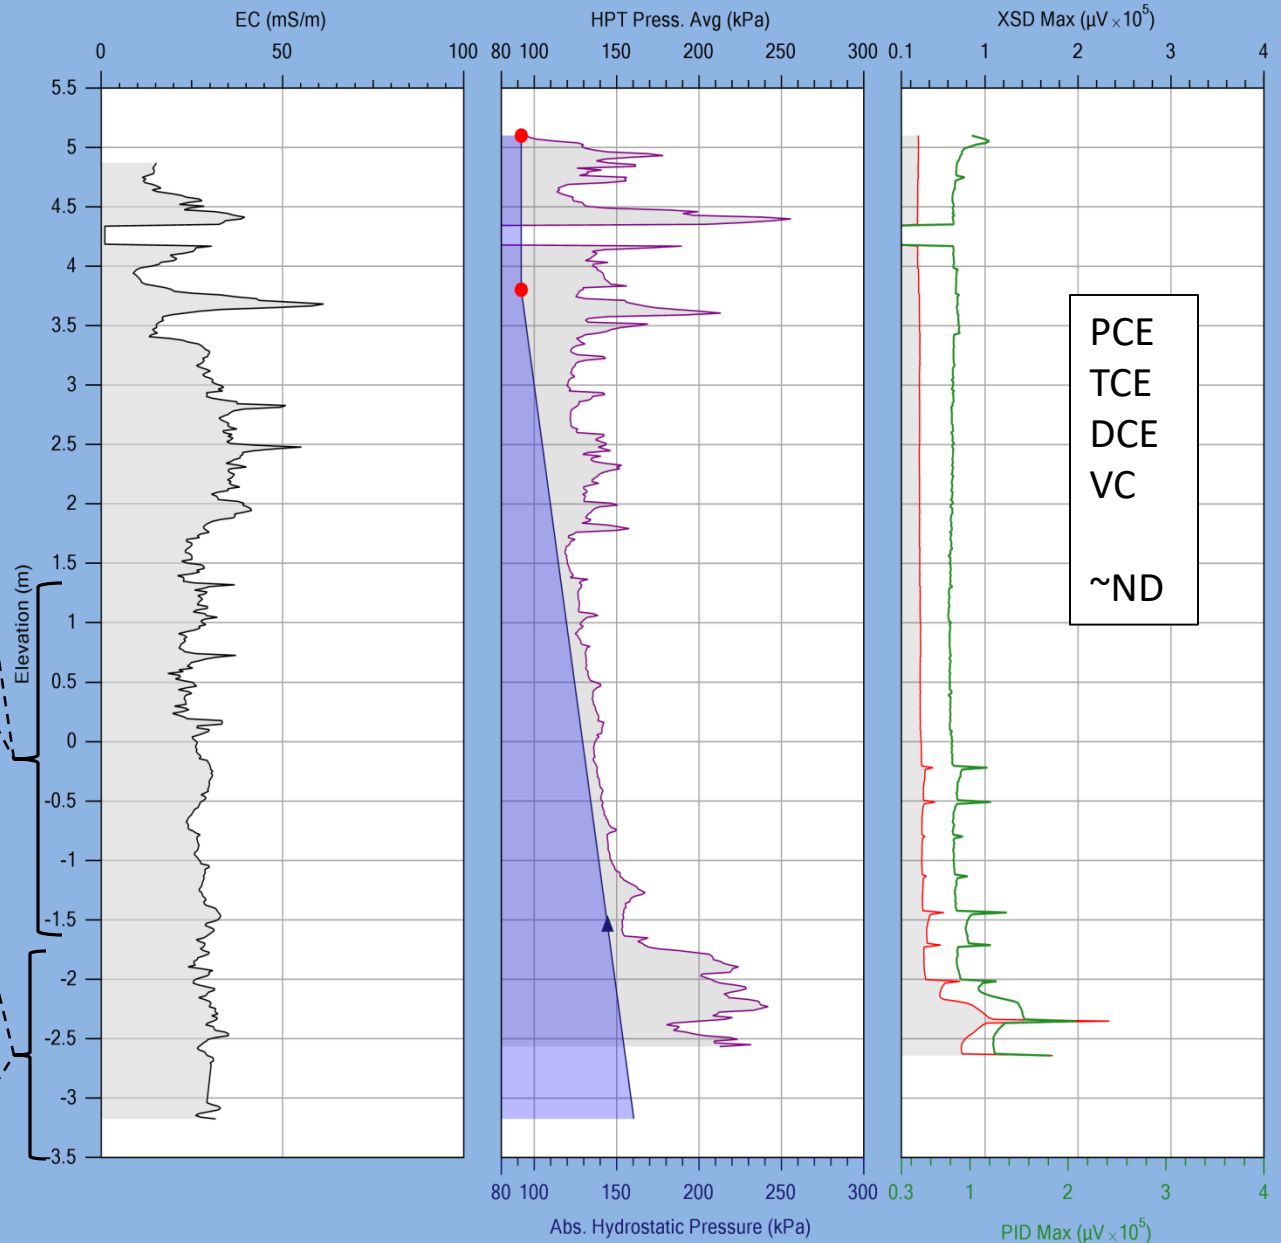 EC (mS/m)
0 50 100
HPT Press. Avg (kPa)
80 100 150 200 250 300
XSD Max (µV × 10⁵)
0.1 1 2 3 4
Elevation (m)
5.5
5
4.5
4
3.5
3
2.5
2
1.5
1
0.5
0
-0.5
-1
-1.5
-2
-2.5
-3
-3.5
PCE
TCE
DCE
VC
~ND
80 100 150 200 250 300
Abs. Hydrostatic Pressure (kPa)
0.3 1 2 3 4
PID Max (µV × 10⁵)